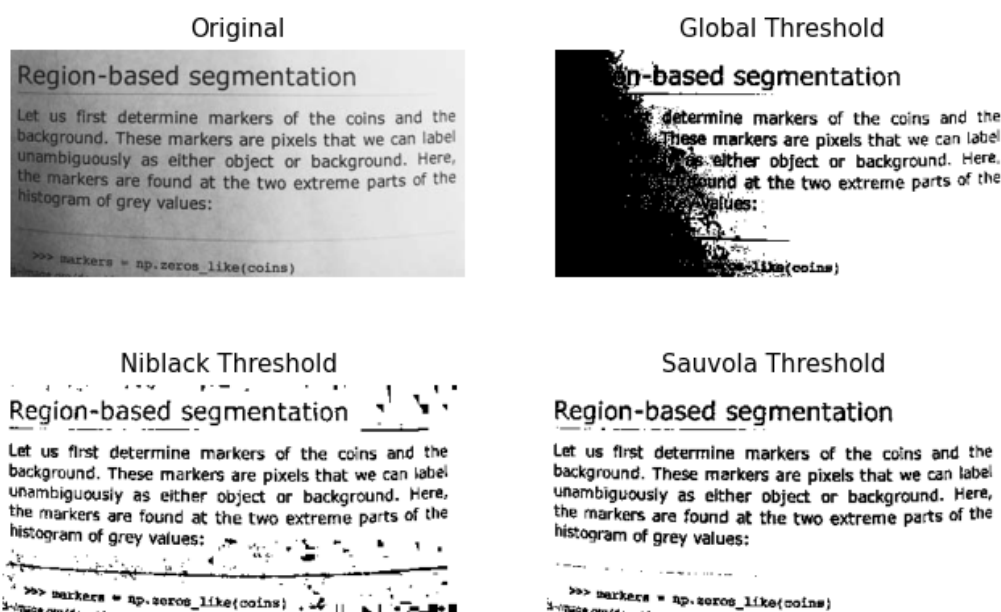 Original
Region-based segmentation
Let us first determine markers of the coins and the
background. These markers are pixels that we can label
unambiguously as either object or background. Here,
the markers are found at the two extreme parts of the
histogram of grey values:
>>> markers = np.zeros_like(coins)
Global Threshold
on-based segmentation
determine markers of the coins and the
These markers are pixels that we can label
as either object or background. Here,
found at the two extreme parts of the
values:
like(coins)
Niblack Threshold
Region-based segmentation
Let us first determine markers of the coins and the
background. These markers are pixels that we can label
unambiguously as either object or background. Here,
the markers are found at the two extreme parts of the
histogram of grey values:
>>> markers = np.zeros_like(coins)
Sauvola Threshold
Region-based segmentation
Let us first determine markers of the coins and the
background. These markers are pixels that we can label
unambiguously as either object or background. Here,
the markers are found at the two extreme parts of the
histogram of grey values:
>>> markers = np.zeros_like(coins)